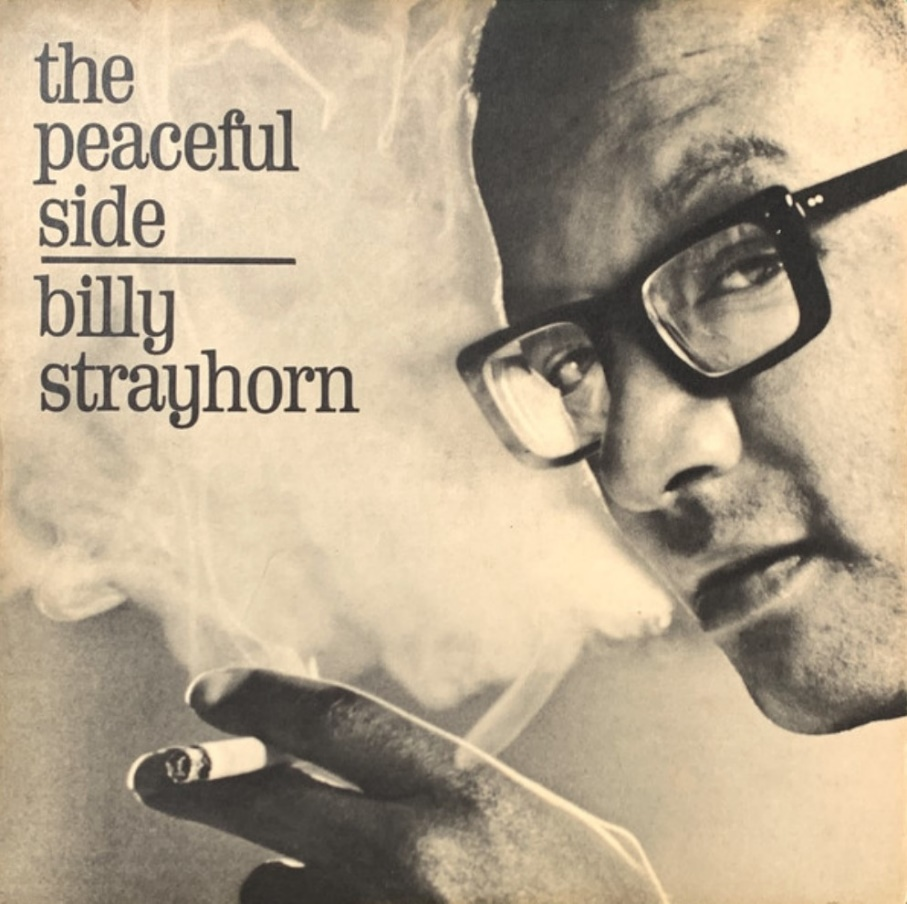 the
peaceful
side
billy
strayhorn